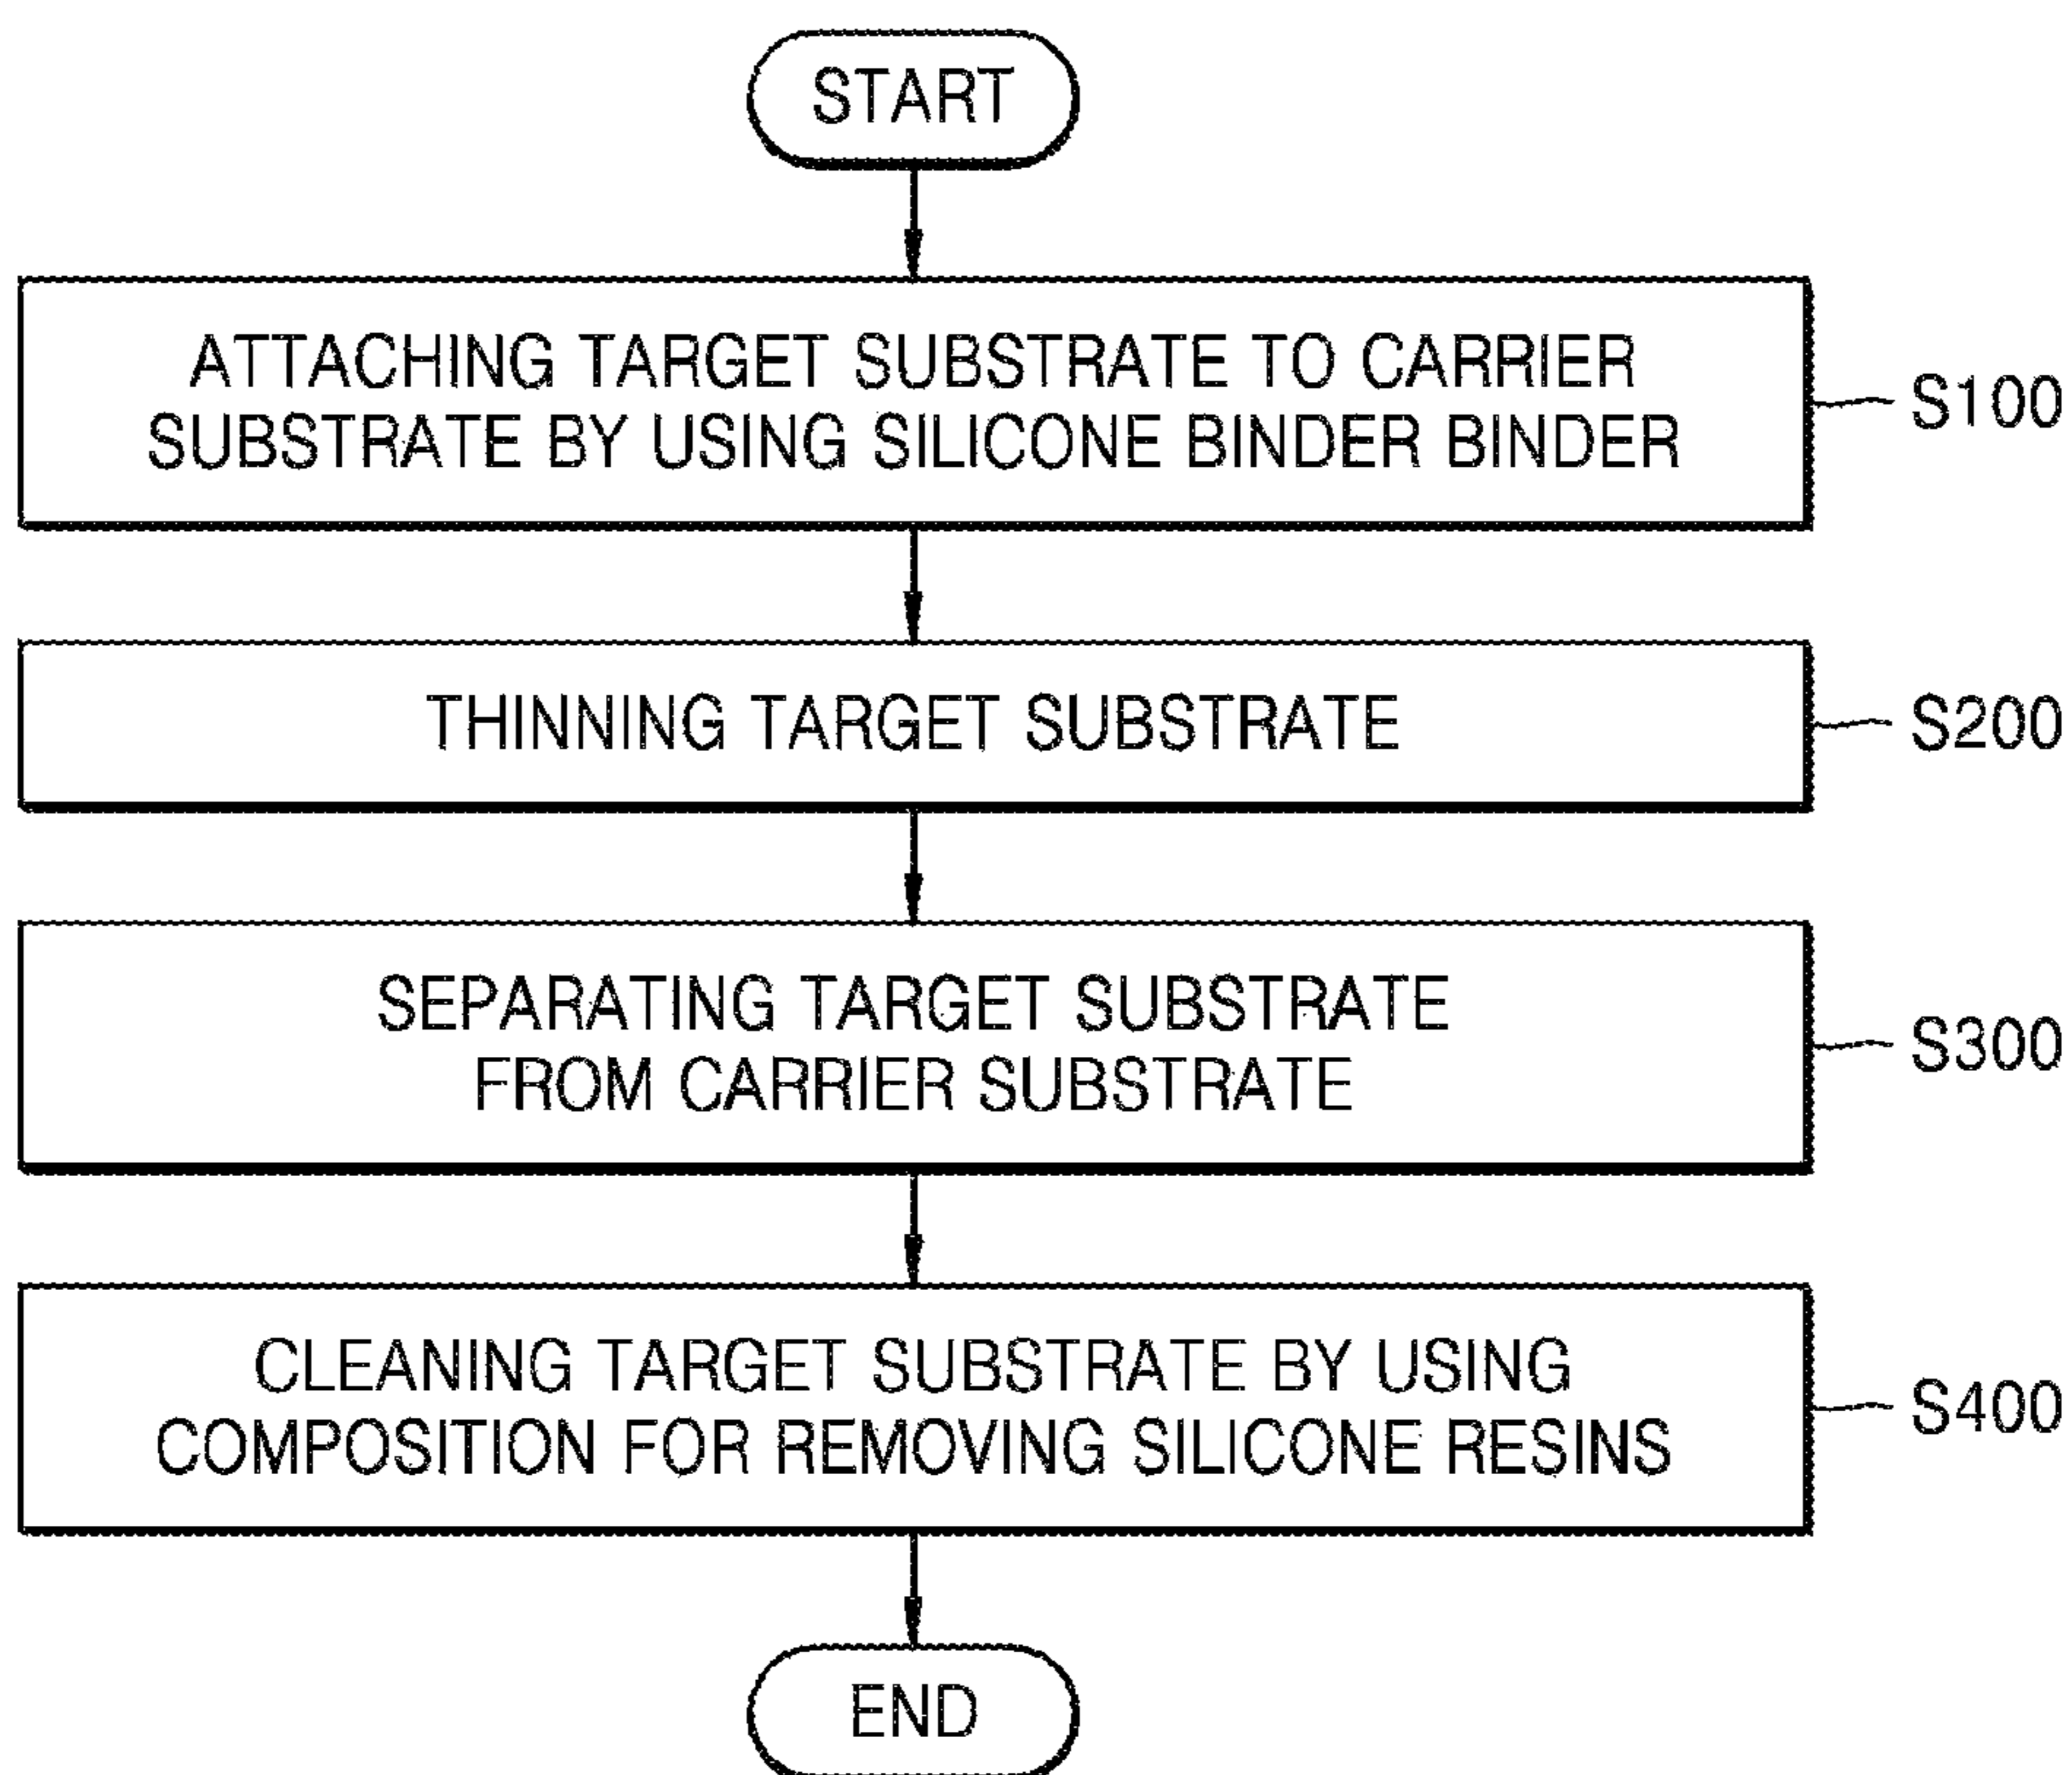 START
ATTACHING TARGET SUBSTRATE TO CARRIER
SUBSTRATE BY USING SILICONE BINDER BINDER
S100
THINNING TARGET SUBSTRATE
S200
SEPARATING TARGET SUBSTRATE
FROM CARRIER SUBSTRATE
S300
CLEANING TARGET SUBSTRATE BY USING
COMPOSITION FOR REMOVING SILICONE RESINS
S400
END